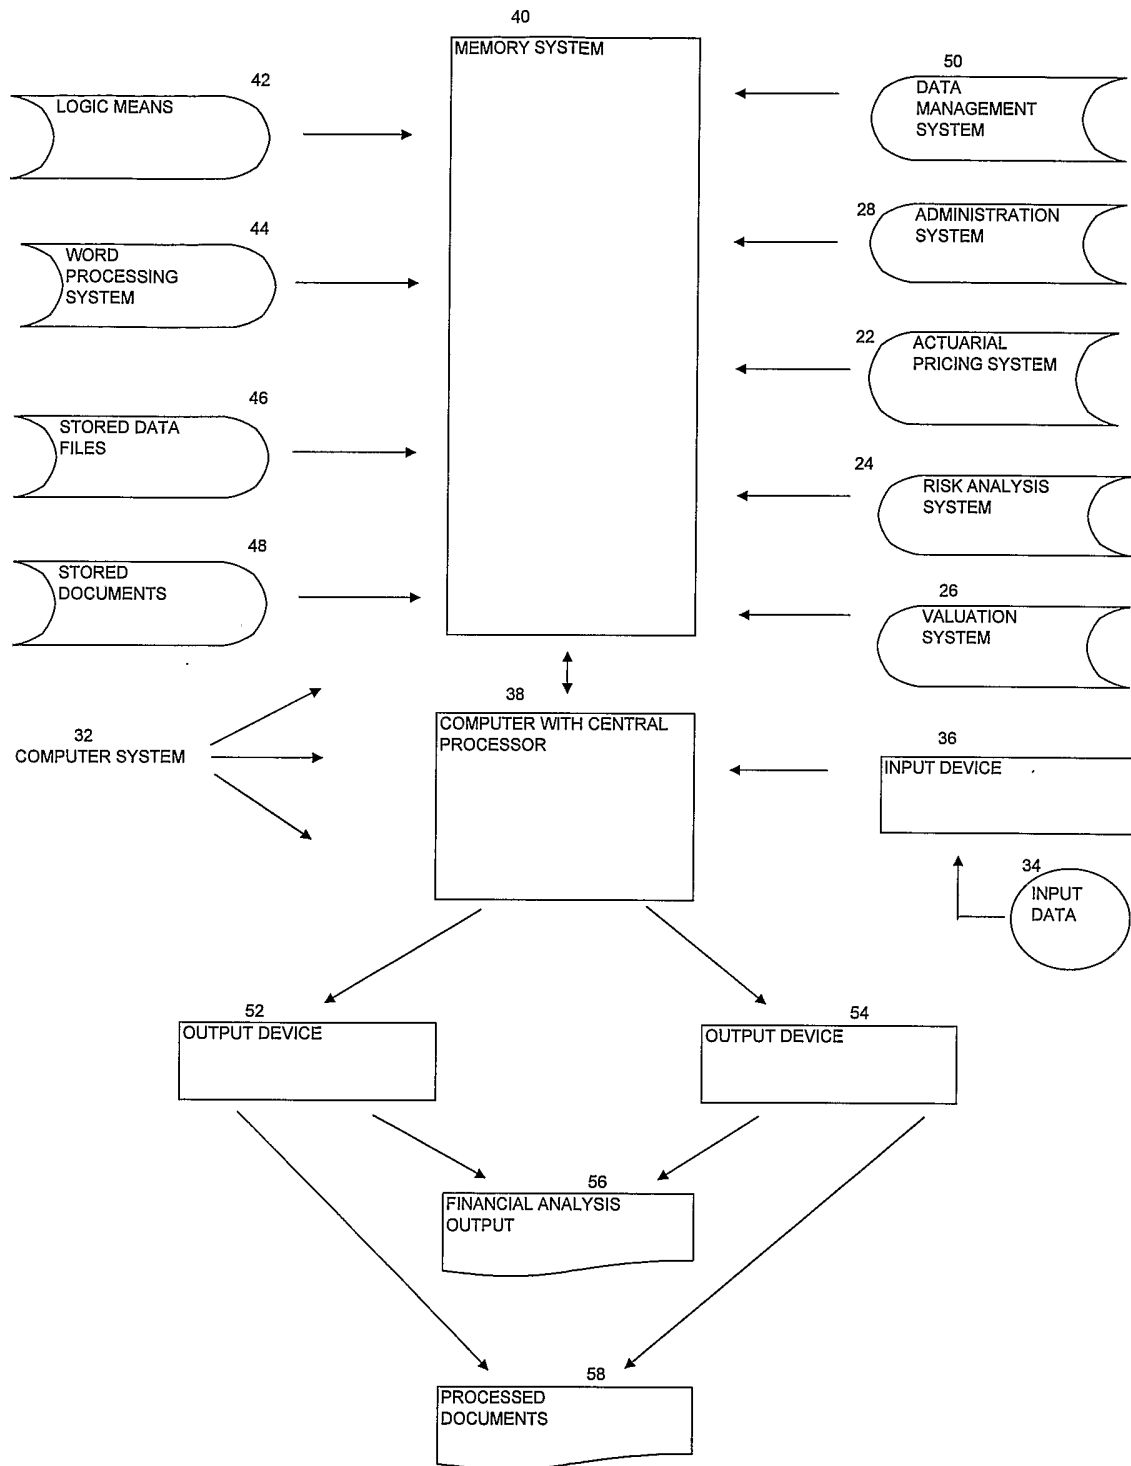 40
MEMORY SYSTEM
42
LOGIC MEANS
44
WORD
PROCESSING
SYSTEM
46
STORED DATA
FILES
48
STORED
DOCUMENTS
50
DATA
MANAGEMENT
SYSTEM
28
ADMINISTRATION
SYSTEM
22
ACTUARIAL
PRICING SYSTEM
24
RISK ANALYSIS
SYSTEM
26
VALUATION
SYSTEM
32
COMPUTER SYSTEM
38
COMPUTER WITH CENTRAL
PROCESSOR
36
INPUT DEVICE
34
INPUT
DATA
52
OUTPUT DEVICE
54
OUTPUT DEVICE
56
FINANCIAL ANALYSIS
OUTPUT
58
PROCESSED
DOCUMENTS